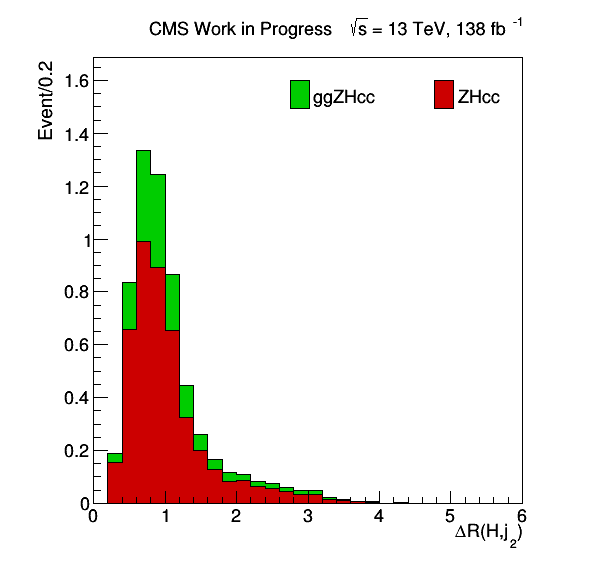 CMS Work in Progress √s = 13 TeV, 138 fb⁻¹
Event/0.2
ggZHcc ZHcc
1.6
1.4
1.2
1
0.8
0.6
0.4
0.2
0
0 1 2 3 4 5 6
ΔR(H,j₂)